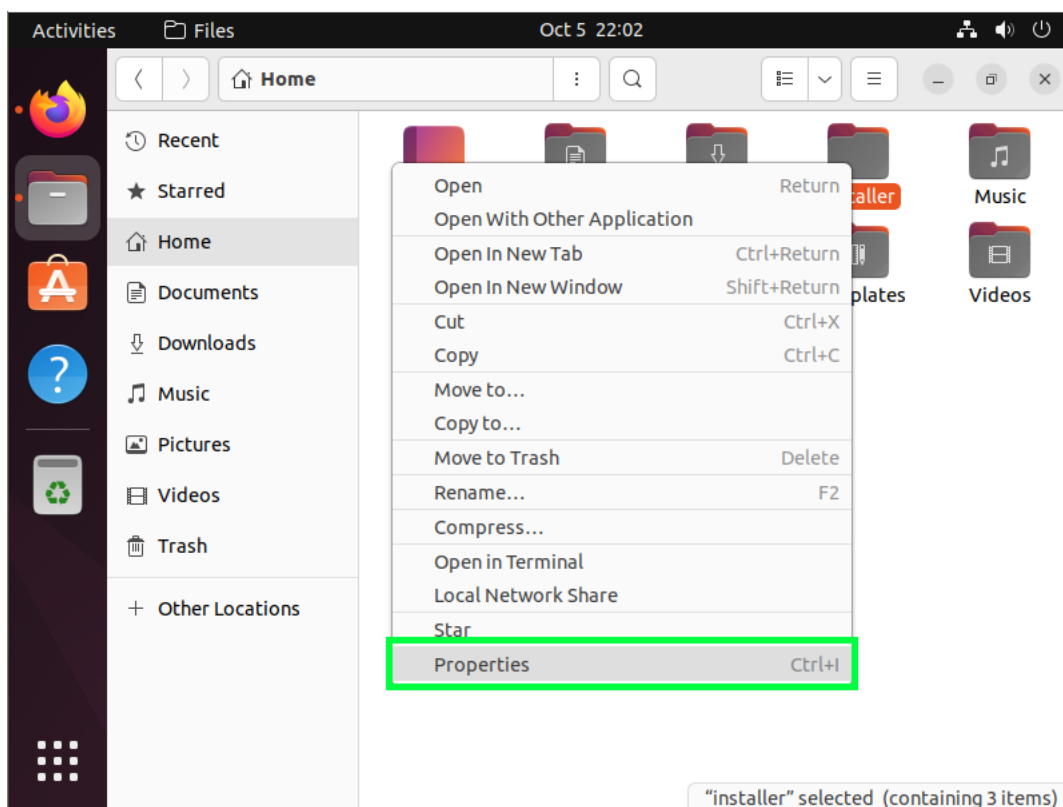 Activities Files Oct 5 22:02
Home
Recent
Starred
Home
Documents
Downloads
Music
Pictures
Videos
Trash
Other Locations
Open Return
Open With Other Application
Open In New Tab Ctrl+Return
Open In New Window Shift+Return
Cut Ctrl+X
Copy Ctrl+C
Move to…
Copy to…
Move to Trash Delete
Rename… F2
Compress…
Open in Terminal
Local Network Share
Star
Properties Ctrl+I
taller
Music
plates
Videos
“installer” selected (containing 3 items)